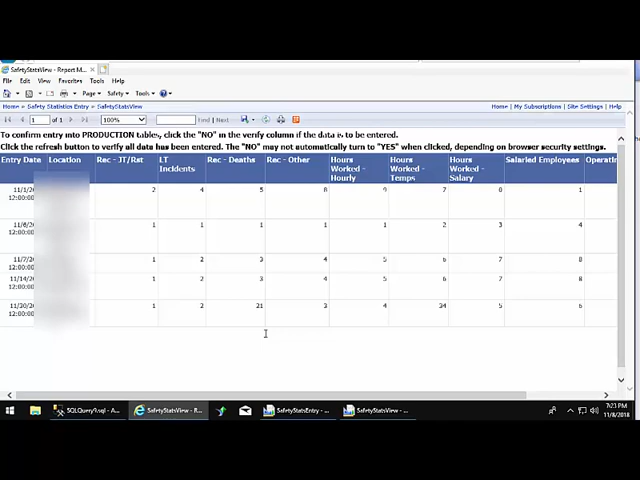 SafetyStatsView - Report M...
File Edit View Favorites Tools Help
Page Safety Tools
Home > Safety Statistics Entry > SafetyStatsView Home | My Subscriptions | Site Settings | Help
1 of 1 100% Find | Next
To confirm entry into PRODUCTION tables, click the "NO" in the verify column if the data is to be entered.
Click the refresh button to verify all data has been entered. The "NO" may not automatically turn to "YES" when clicked, depending on browser security settings.
Entry Date Location Rec - JT/Rst LT Incidents Rec - Deaths Rec - Other Hours Worked - Hourly Hours Worked - Temps Hours Worked - Salary Salaried Employees
11/1/20 12:00:00 2 4 5 8 9 7 8 1
11/6/20 12:00:00 1 1 1 1 1 2 3 4
11/7/20 12:00:00 1 2 3 4 5 6 7 8
11/14/20 12:00:00 1 2 3 4 5 6 7 8
12:00:00 1 2 21 3 4 34 5 6
SQLQuery9.sql - A... SafetyStatsView - R... SafetyStatsEntry - ... SafetyStatsView - ...
7:23 PM
11/8/2018